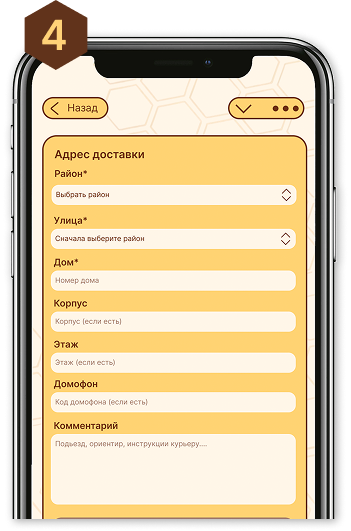 4
Назад
Адрес доставки
Район*
Выбрать район
Улица*
Сначала выберите район
Дом*
Номер дома
Корпус
Корпус (если есть)
Этаж
Этаж (если есть)
Домофон
Код домофона (если есть)
Комментарий
Подъезд, ориентир, инструкции курьеру....